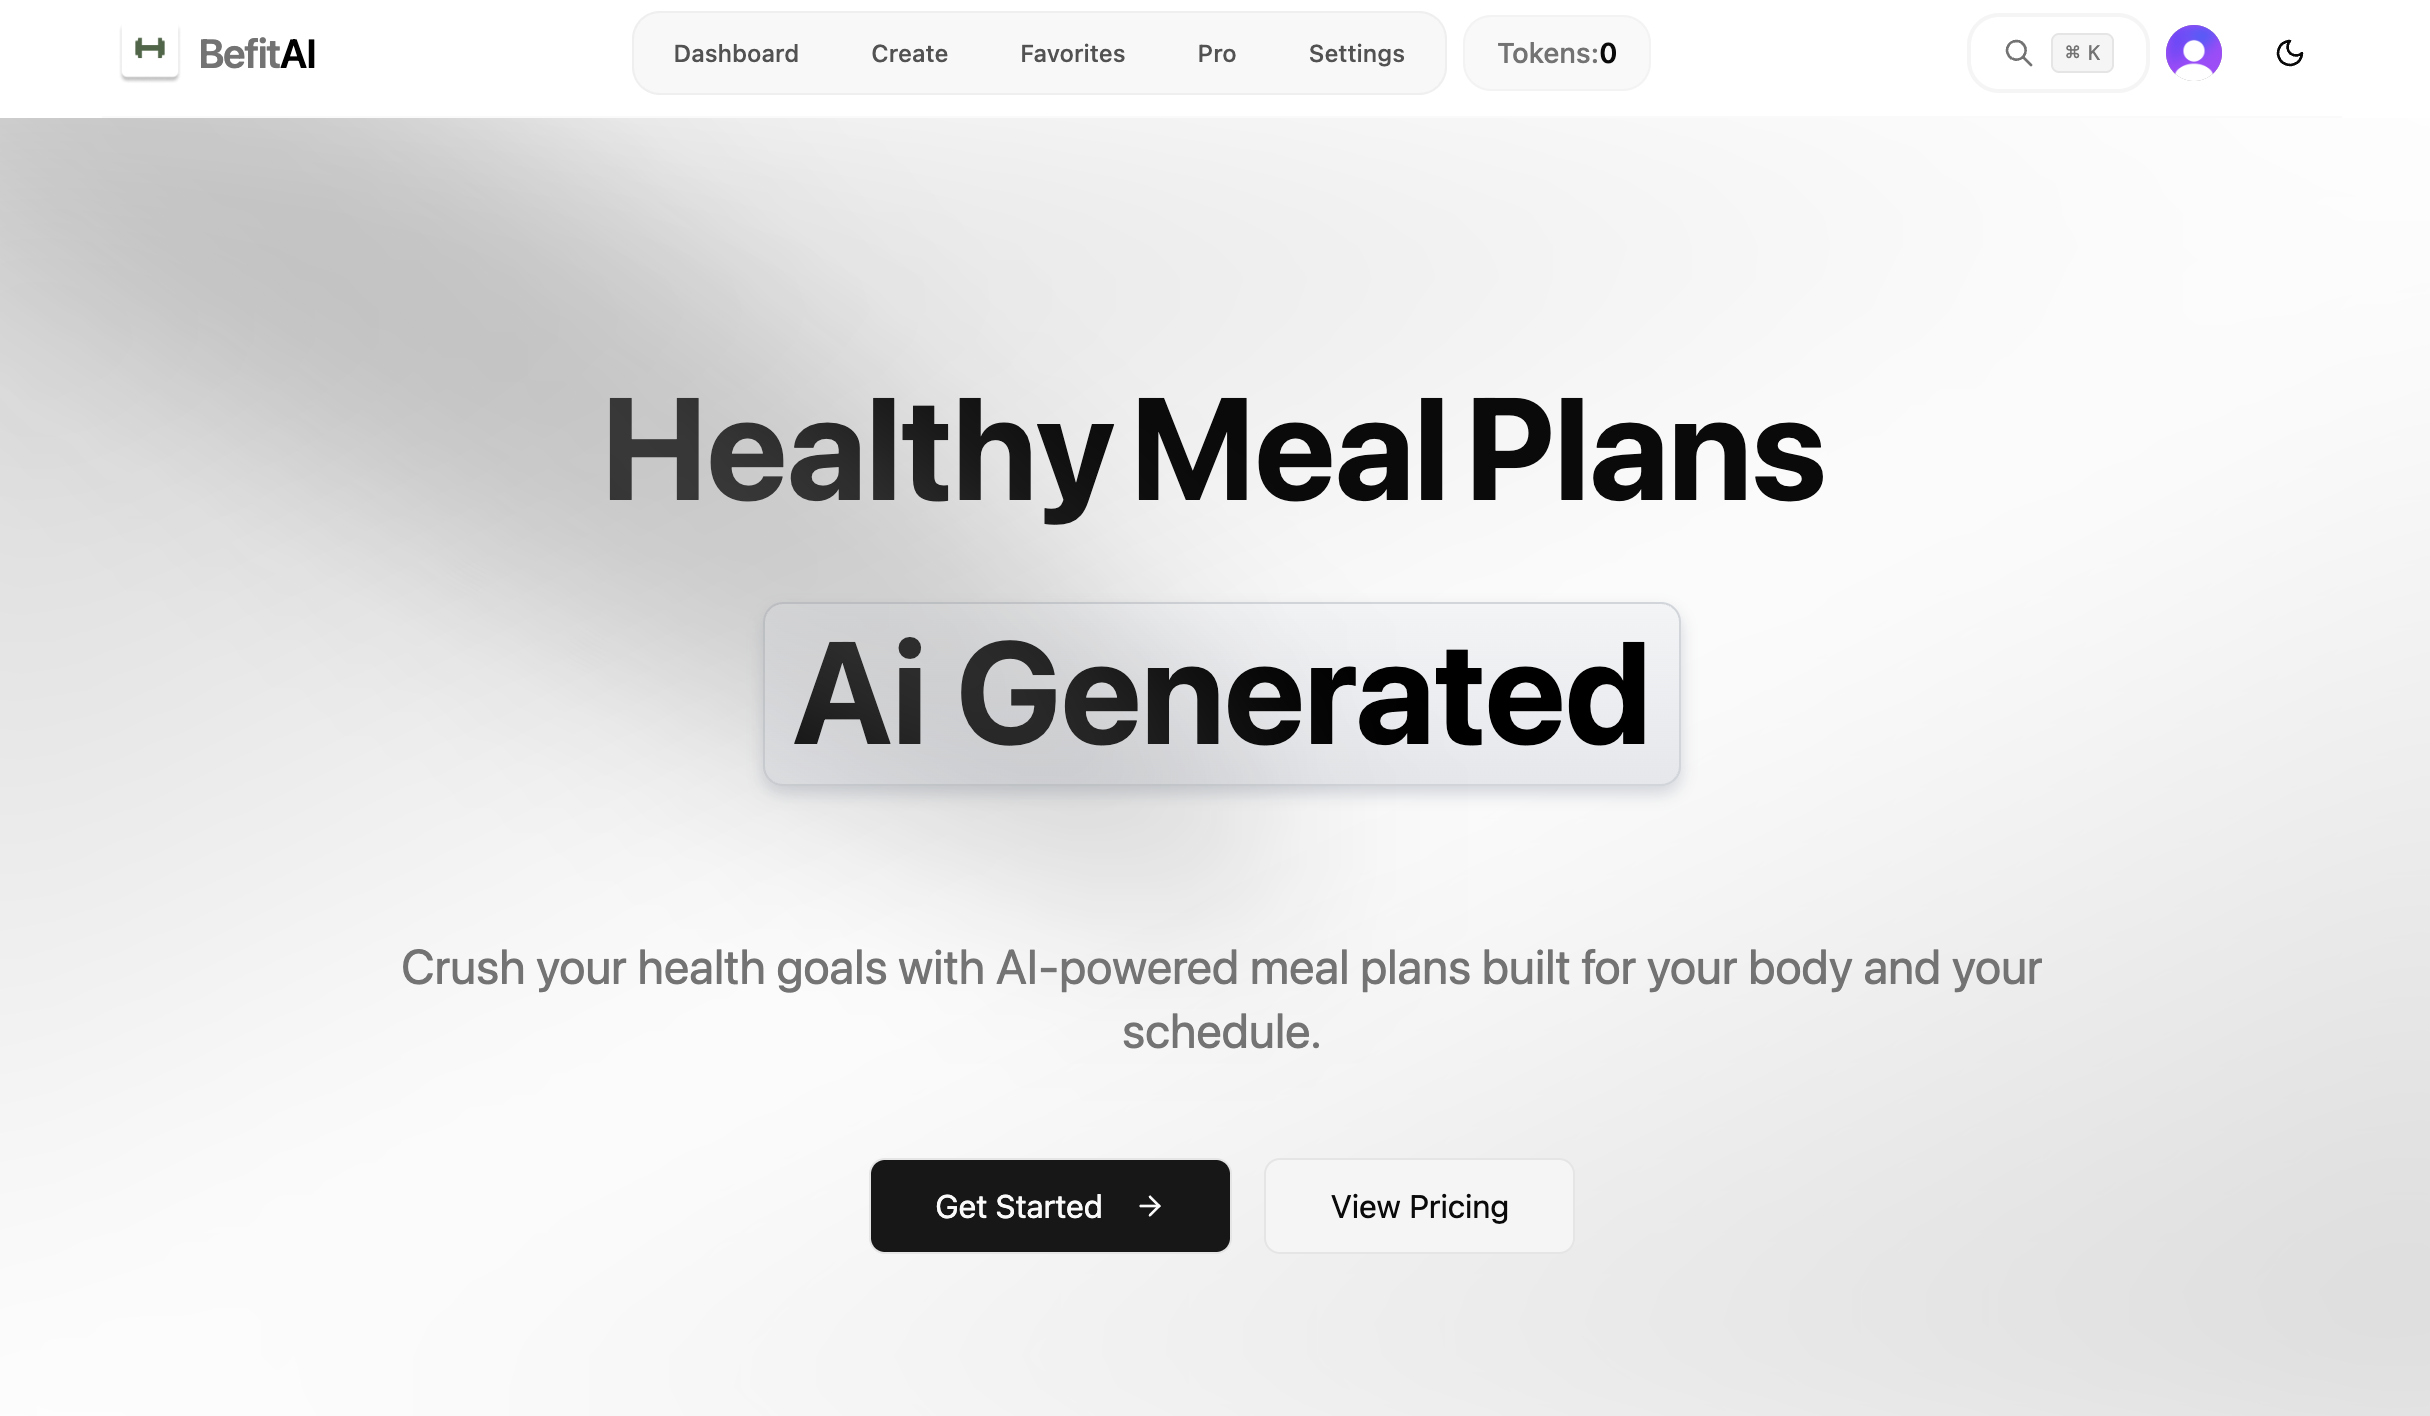 BefitAI
Dashboard Create Favorites Pro Settings Tokens:0 ⌘ K
Healthy Meal Plans
Ai Generated
Crush your health goals with AI-powered meal plans built for your body and your
schedule.
Get Started → View Pricing